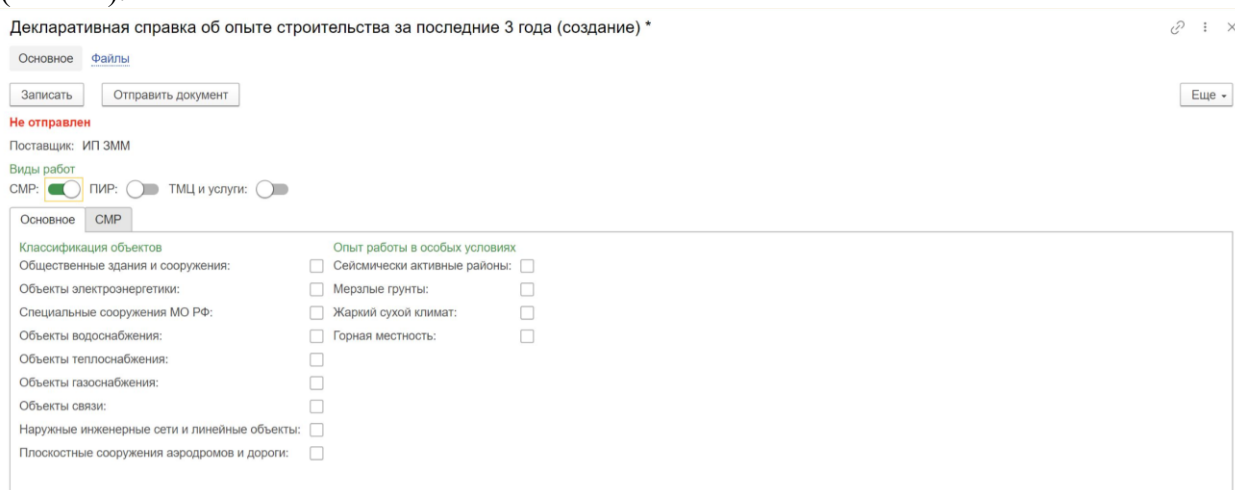 Декларативная справка об опыте строительства за последние 3 года (создание) *
Основное Файлы
Записать Отправить документ Еще
Не отправлен
Поставщик: ИП ЗММ
Виды работ
СМР: ПИР: ТМЦ и услуги:
Основное СМР
Классификация объектов Опыт работы в особых условиях
Общественные здания и сооружения: Сейсмически активные районы:
Объекты электроэнергетики: Мерзлые грунты:
Специальные сооружения МО РФ: Жаркий сухой климат:
Объекты водоснабжения: Горная местность:
Объекты теплоснабжения:
Объекты газоснабжения:
Объекты связи:
Наружные инженерные сети и линейные объекты:
Плоскостные сооружения аэродромов и дороги: